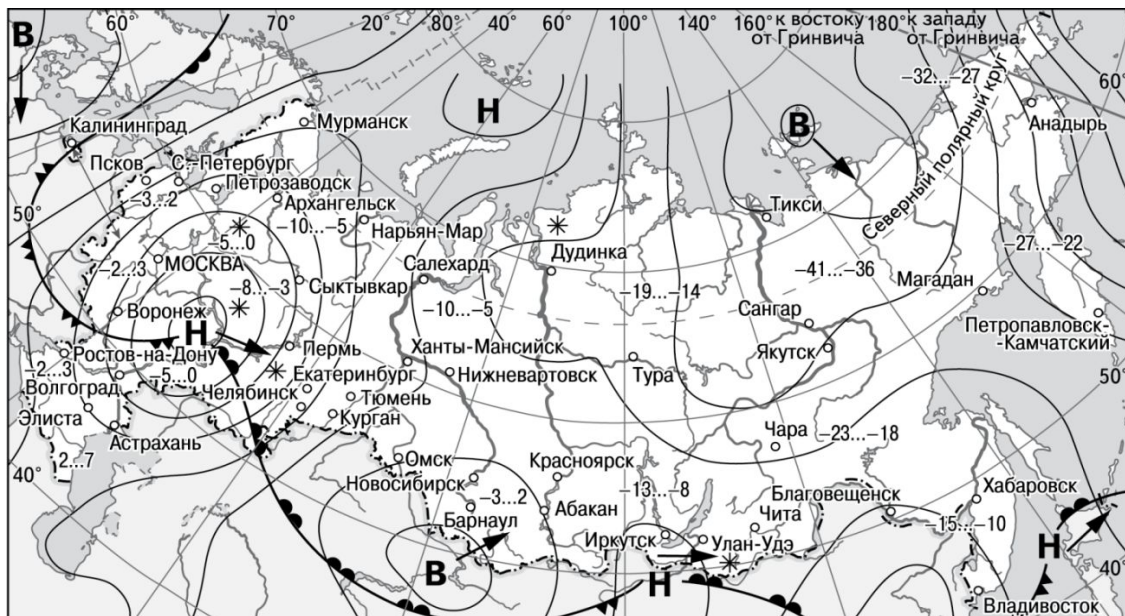 60°
70°
20°
40
60
80
100
120
140°
160°
к востоку
от Гринвича
180°
к западу
от Гринвича
В
Н
–32...–27
60°
Калининград
Мурманск
В
Анадырь
Северный полярный круг
Псков
С.–Петербург
Петрозаводск
–3...2
Архангельск
Тикси
50°
–10...–5
Нарьян-Мар
–5...0
Дудинка
–27...–22
–2...3
МОСКВА
Салехард
–41...–36
Магадан
–8...–3
Сыктывкар
–19...–14
–10...–5
Сангар
Воронеж
Н
Петропавловск-
Камчатский
Ростов-на-Дону
Пермь
Ханты-Мансийск
Якутск
–2...3
Екатеринбург
Волгоград
–5...0
Нижневартовск
Тура
50°
Челябинск
Тюмень
Элиста
Курган
Астрахань
Чара
–23...–18
2...7
40°
Омск
Красноярск
Новосибирск
–3...2
–13...–8
Благовещенск
Хабаровск
Барнаул
Абакан
Чита
–15...–10
Иркутск
Улан-Удэ
В
Н
Н
40°
Владивосток